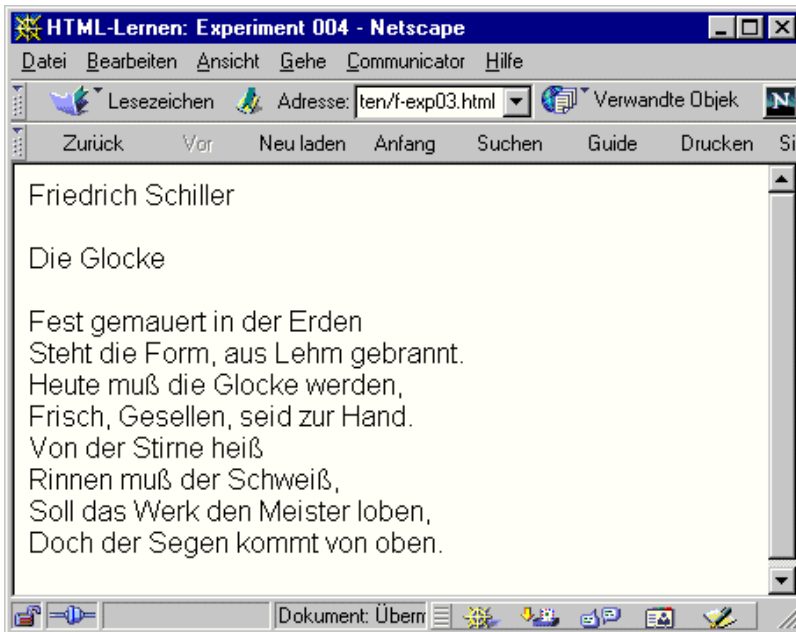 HTML-Lernen: Experiment 004 - Netscape
Datei Bearbeiten Ansicht Gehe Communicator Hilfe
Lesezeichen Adresse: ten/f-exp03.html Verwandte Objek N
Zurück Vor Neu laden Anfang Suchen Guide Drucken Si
Friedrich Schiller
Die Glocke
Fest gemauert in der Erden
Steht die Form, aus Lehm gebrannt.
Heute muß die Glocke werden,
Frisch, Gesellen, seid zur Hand.
Von der Stirne heiß
Rinnen muß der Schweiß,
Soll das Werk den Meister loben,
Doch der Segen kommt von oben.
Dokument: Überm